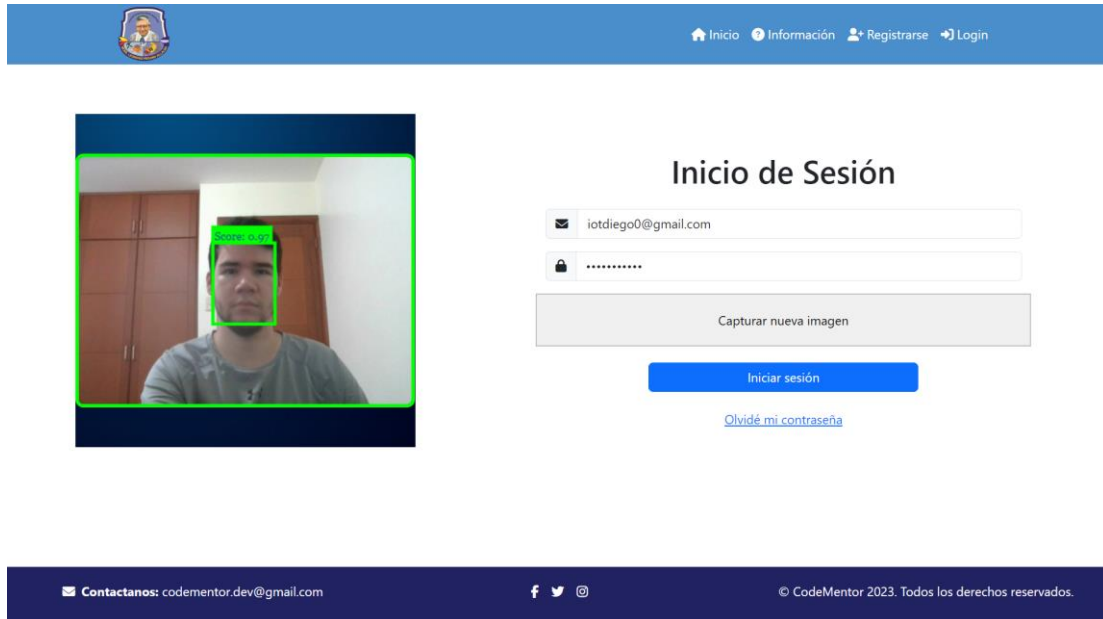 Inicio Información Registrarse Login
Score: 0.97
Inicio de Sesión
iotdiego0@gmail.com
•••••••••••
Capturar nueva imagen
Iniciar sesión
Olvidé mi contraseña
Contactanos: codementor.dev@gmail.com
© CodeMentor 2023. Todos los derechos reservados.